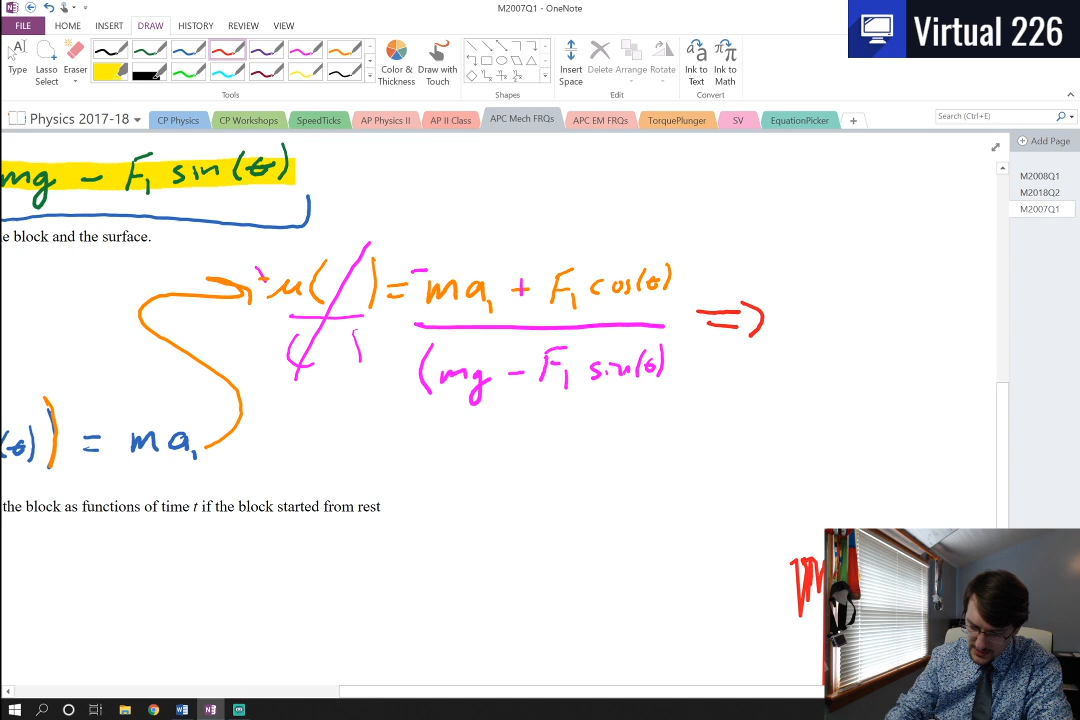 M2007Q1 - OneNote
FILE HOME INSERT DRAW HISTORY REVIEW VIEW
Virtual 226
Type Lasso Select Eraser Color & Thickness Draw with Touch Insert Space Delete Arrange Rotate Ink to Text Ink to Math
Tools Shapes Edit Convert
Physics 2017-18 CP Physics CP Workshops SpeedTicks AP Physics II AP II Class APC Mech FRQs APC EM FRQs TorquePlunger SV EquationPicker Search (Ctrl+E)
Add Page
M2008Q1
M2018Q2
M2007Q1
mg - F₁ sin(θ)
e block and the surface.
μ( ) = -ma₁ + F₁ cos(θ) ⇒
( mg - F₁ sin(θ)
(θ)) = ma₁
the block as functions of time t if the block started from rest